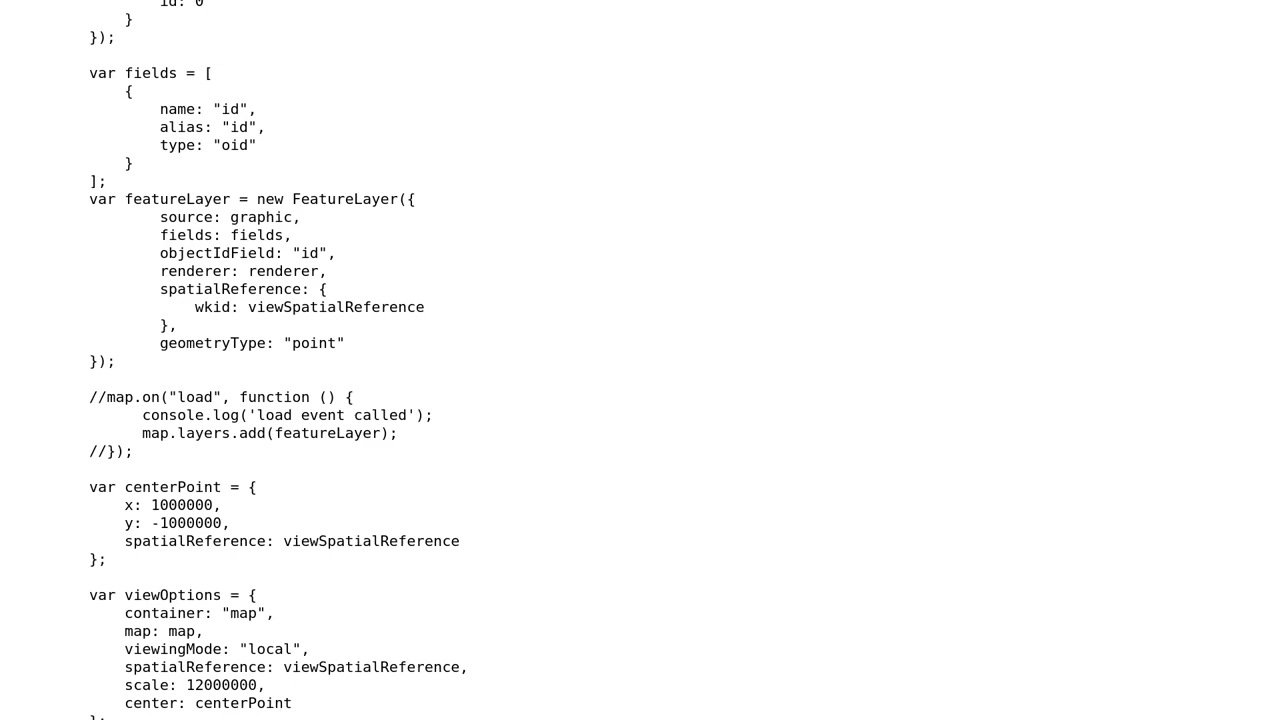 id: 0
        }
    });

    var fields = [
        {
            name: "id",
            alias: "id",
            type: "oid"
        }
    ];
    var featureLayer = new FeatureLayer({
            source: graphic,
            fields: fields,
            objectIdField: "id",
            renderer: renderer,
            spatialReference: {
                wkid: viewSpatialReference
            },
            geometryType: "point"
    });

    //map.on("load", function () {
          console.log('load event called');
          map.layers.add(featureLayer);
    //});

    var centerPoint = {
        x: 1000000,
        y: -1000000,
        spatialReference: viewSpatialReference
    };

    var viewOptions = {
        container: "map",
        map: map,
        viewingMode: "local",
        spatialReference: viewSpatialReference,
        scale: 12000000,
        center: centerPoint
    };